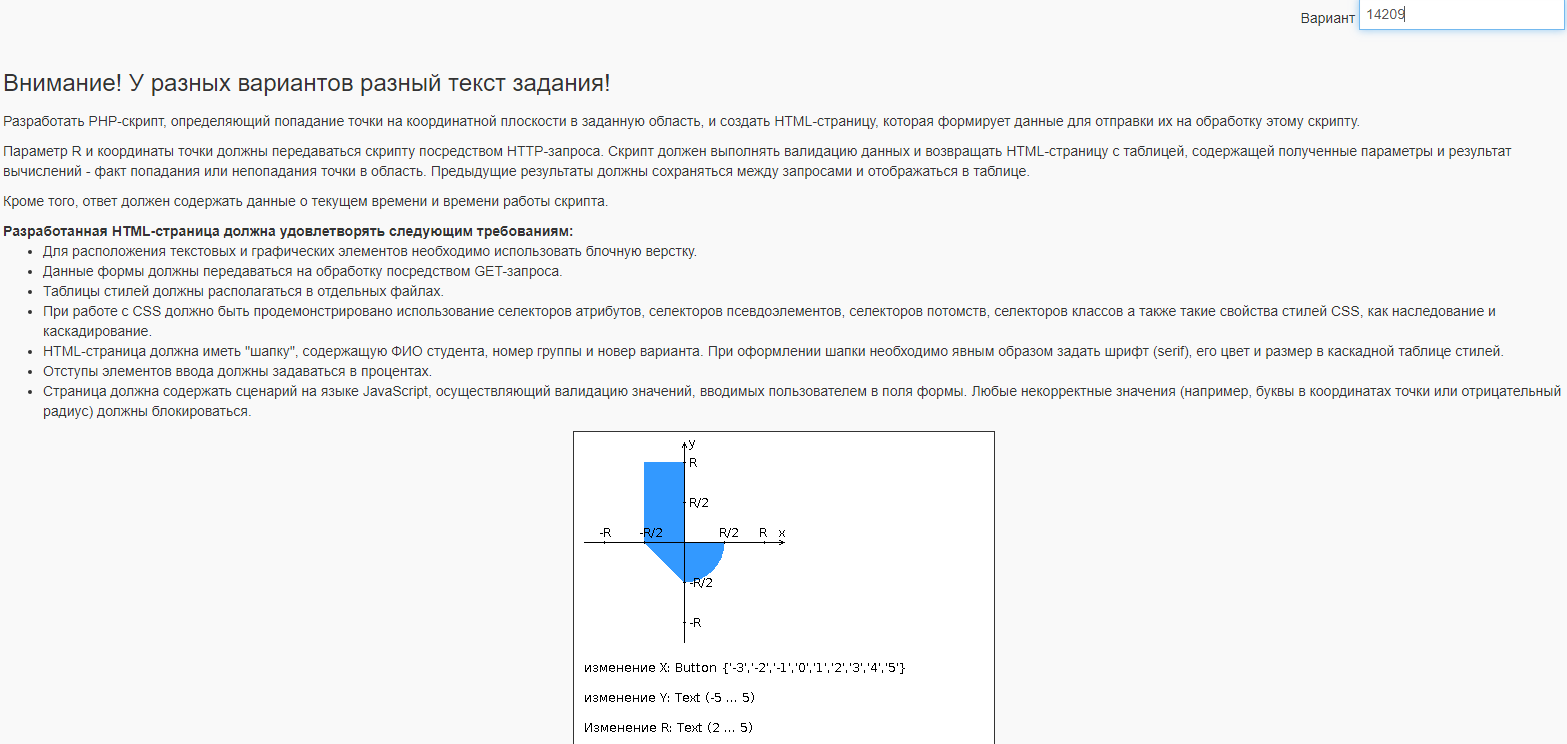 Вариант 14209
Внимание! У разных вариантов разный текст задания!
Разработать PHP-скрипт, определяющий попадание точки на координатной плоскости в заданную область, и создать HTML-страницу, которая формирует данные для отправки их на обработку этому скрипту.
Параметр R и координаты точки должны передаваться скрипту посредством HTTP-запроса. Скрипт должен выполнять валидацию данных и возвращать HTML-страницу с таблицей, содержащей полученные параметры и результат
вычислений - факт попадания или непопадания точки в область. Предыдущие результаты должны сохраняться между запросами и отображаться в таблице.
Кроме того, ответ должен содержать данные о текущем времени и времени работы скрипта.
Разработанная HTML-страница должна удовлетворять следующим требованиям:
• Для расположения текстовых и графических элементов необходимо использовать блочную верстку.
• Данные формы должны передаваться на обработку посредством GET-запроса.
• Таблицы стилей должны располагаться в отдельных файлах.
• При работе с CSS должно быть продемонстрировано использование селекторов атрибутов, селекторов псевдоэлементов, селекторов потомств, селекторов классов а также такие свойства стилей CSS, как наследование и
каскадирование.
• HTML-страница должна иметь "шапку", содержащую ФИО студента, номер группы и новер варианта. При оформлении шапки необходимо явным образом задать шрифт (serif), его цвет и размер в каскадной таблице стилей.
• Отступы элементов ввода должны задаваться в процентах.
• Страница должна содержать сценарий на языке JavaScript, осуществляющий валидацию значений, вводимых пользователем в поля формы. Любые некорректные значения (например, буквы в координатах точки или отрицательный
радиус) должны блокироваться.
y
R
R/2
-R -R/2 R/2 R x
-R/2
-R
изменение X: Button {'-3','-2','-1','0','1','2','3','4','5'}
изменение Y: Text (-5 ... 5)
Изменение R: Text (2 ... 5)